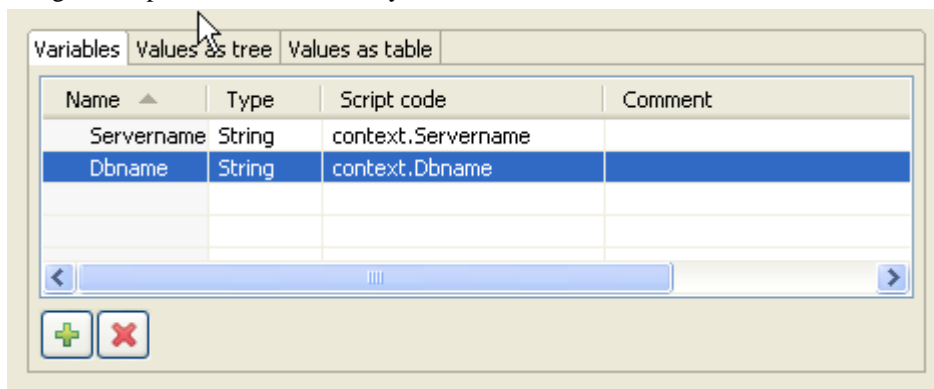 Variables Values as tree Values as table
Name Type Script code Comment
Servername String context.Servername
Dbname String context.Dbname